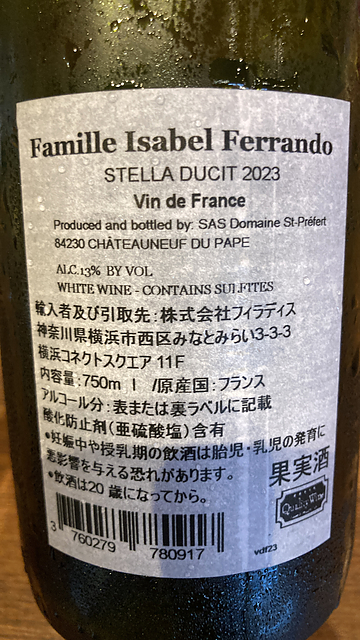 Famille Isabel Ferrando
STELLA DUCIT 2023
Vin de France
Produced and bottled by: SAS Domaine St-Préfert
84230 CHÂTEAUNEUF DU PAPE
ALC.13% BY VOL
WHITE WINE - CONTAINS SULFITES
輸入者及び引取先：株式会社フィラディス
神奈川県横浜市西区みなとみらい3-3-3
横浜コネクトスクエア 11F
内容量：750m l /原産国：フランス
アルコール分：表または裏ラベルに記載
酸化防止剤（亜硫酸塩）含有
•妊娠中や授乳期の飲酒は胎児・乳児の発育に
悪影響を与える恐れがあります。
•飲酒は20 歳になってから。
果実酒
Quality Wine
3 760279 780917
vdf23